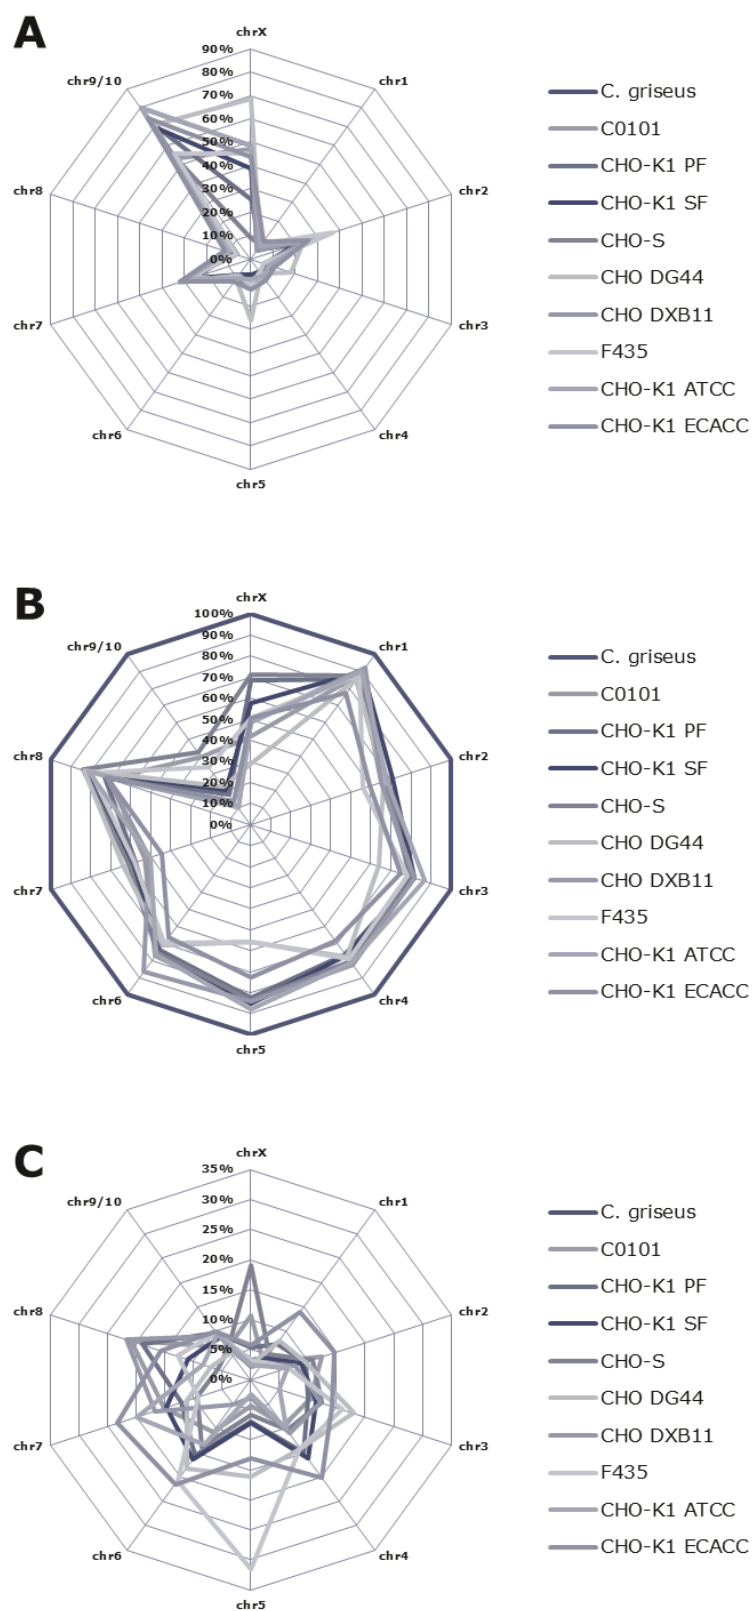 A
chrX
90%
chr9/10
chr1
80%
70%
60%
50%
40%
30%
20%
10%
0%
chr8
chr2
chr7
chr3
chr6
chr4
chr5
C. griseus
C0101
CHO-K1 PF
CHO-K1 SF
CHO-S
CHO DG44
CHO DXB11
F435
CHO-K1 ATCC
CHO-K1 ECACC
B
chrX
100%
chr9/10
chr1
90%
80%
70%
60%
50%
40%
30%
20%
10%
0%
chr8
chr2
chr7
chr3
chr6
chr4
chr5
C. griseus
C0101
CHO-K1 PF
CHO-K1 SF
CHO-S
CHO DG44
CHO DXB11
F435
CHO-K1 ATCC
CHO-K1 ECACC
C
chrX
35%
chr9/10
chr1
30%
25%
20%
15%
10%
5%
0%
chr8
chr2
chr7
chr3
chr6
chr4
chr5
C. griseus
C0101
CHO-K1 PF
CHO-K1 SF
CHO-S
CHO DG44
CHO DXB11
F435
CHO-K1 ATCC
CHO-K1 ECACC